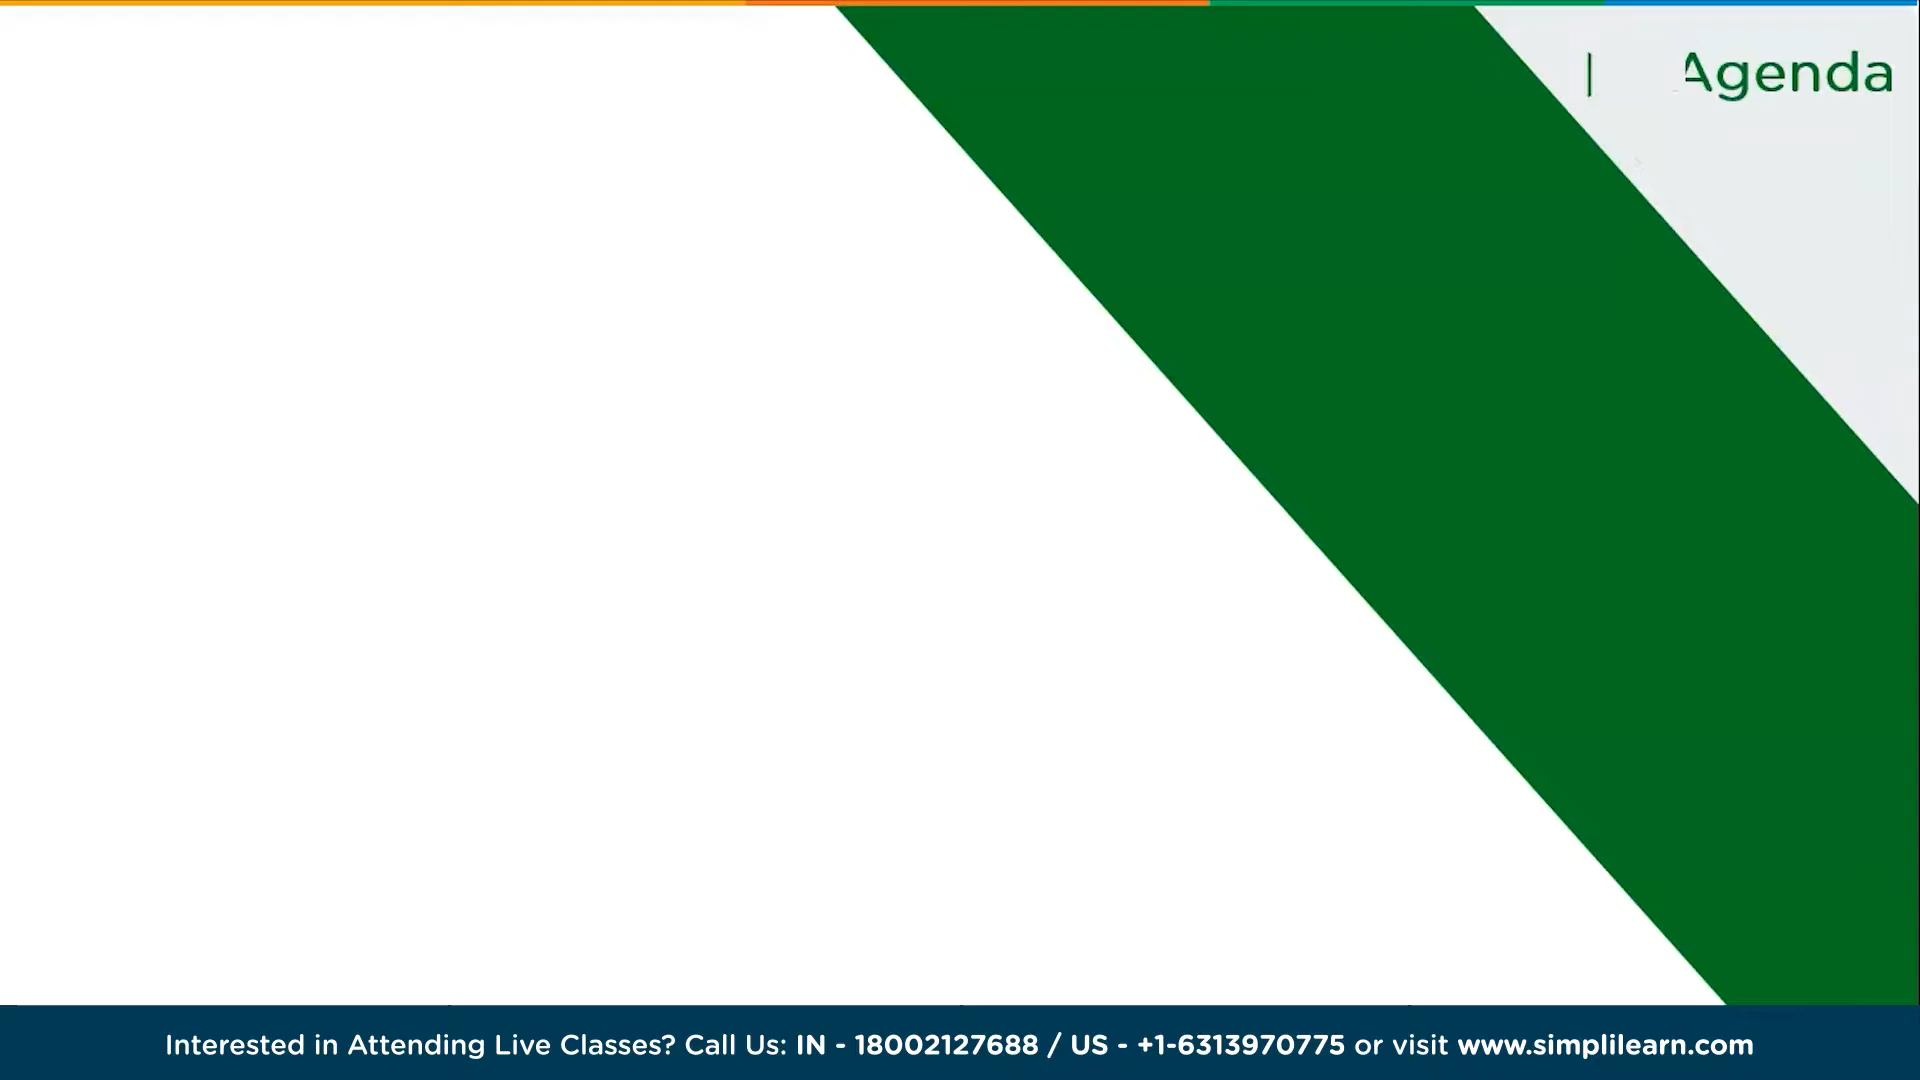 Agenda
Interested in Attending Live Classes? Call Us: IN - 18002127688 / US - +1-6313970775 or visit www.simplilearn.com